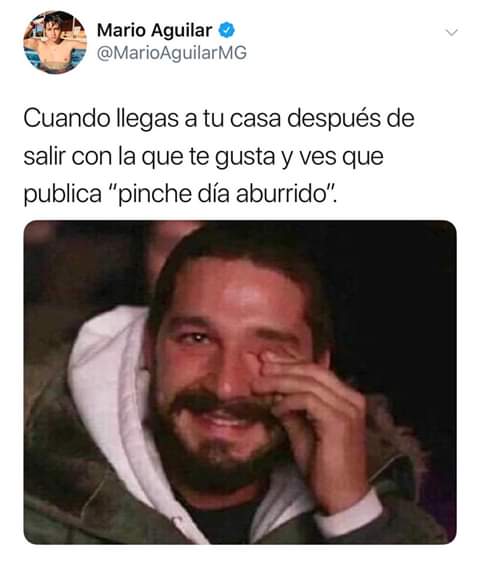 Mario Aguilar
@MarioAguilarMG
Cuando llegas a tu casa después de
salir con la que te gusta y ves que
publica "pinche día aburrido".